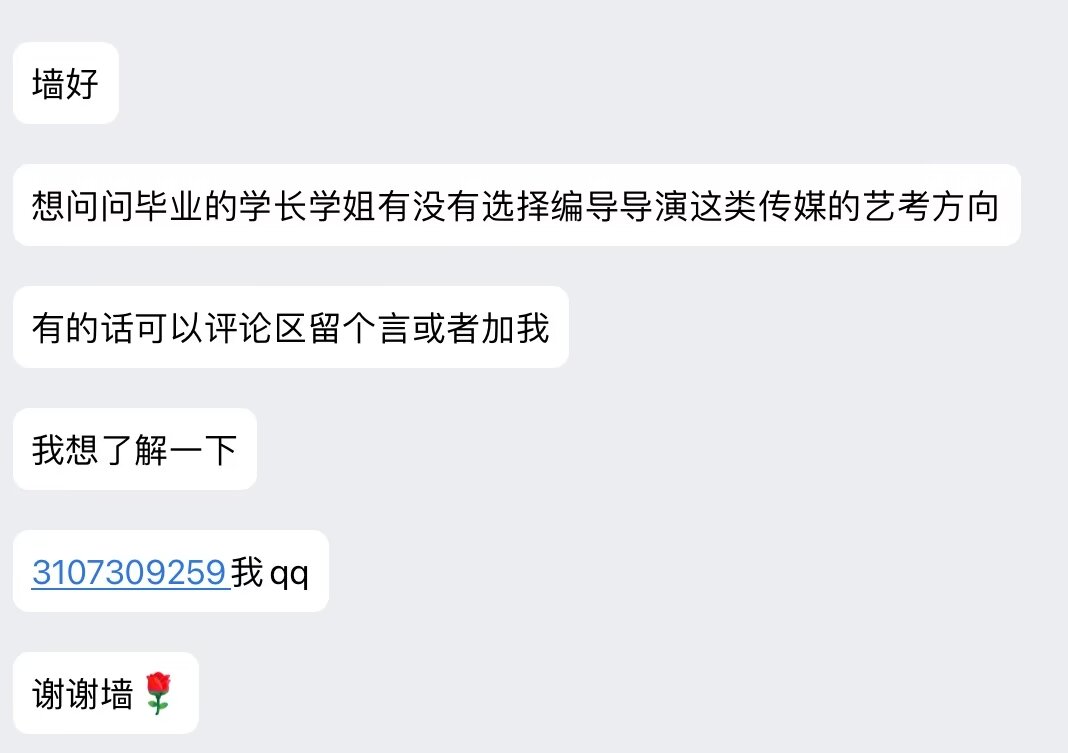 墙好
想问问毕业的学长学姐有没有选择编导导演这类传媒的艺考方向
有的话可以评论区留个言或者加我
我想了解一下
3107309259我qq
谢谢墙🌹